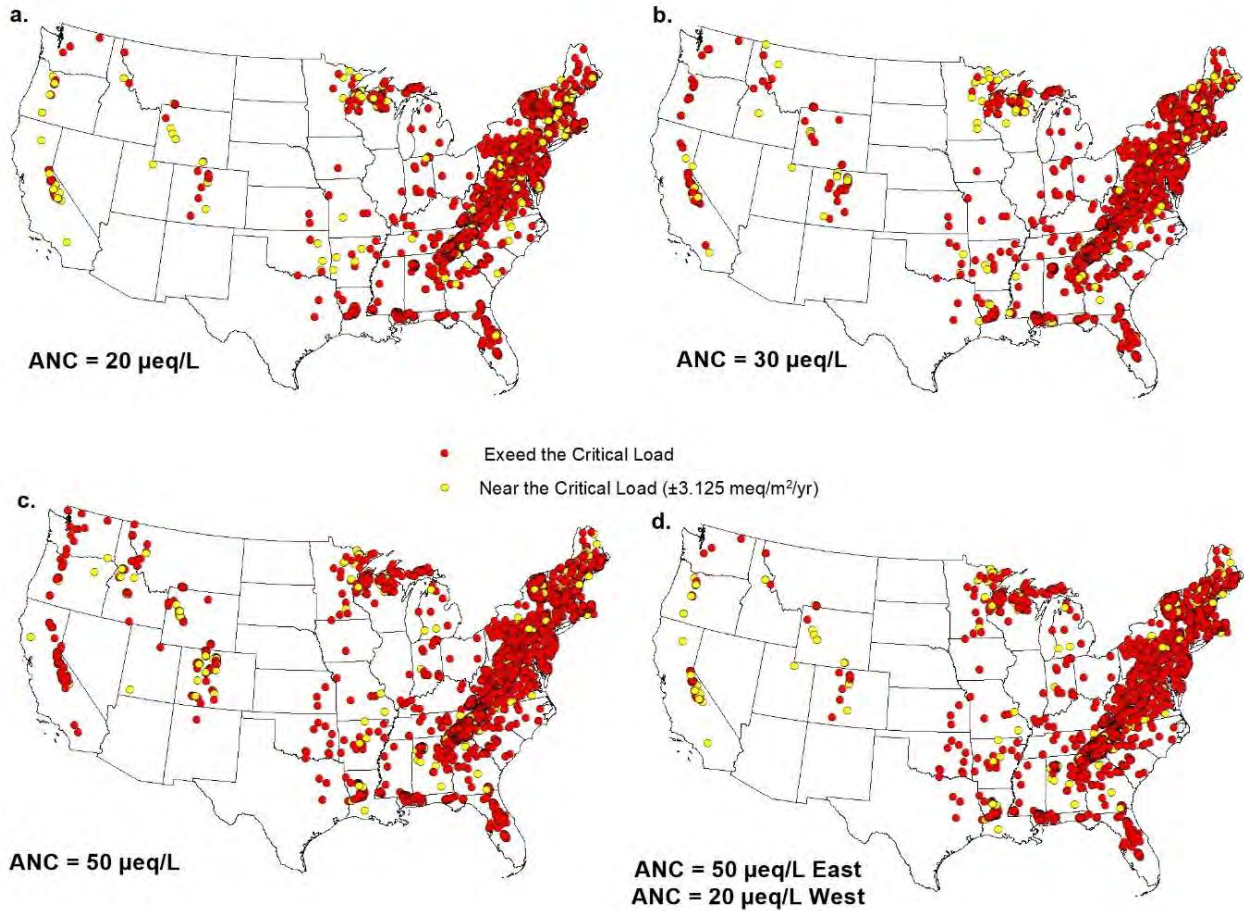 a.
b.
ANC = 20 µeq/L
ANC = 30 µeq/L
Exeed the Critical Load
Near the Critical Load (±3.125 meq/m²/yr)
c.
d.
ANC = 50 µeq/L
ANC = 50 µeq/L East
ANC = 20 µeq/L West